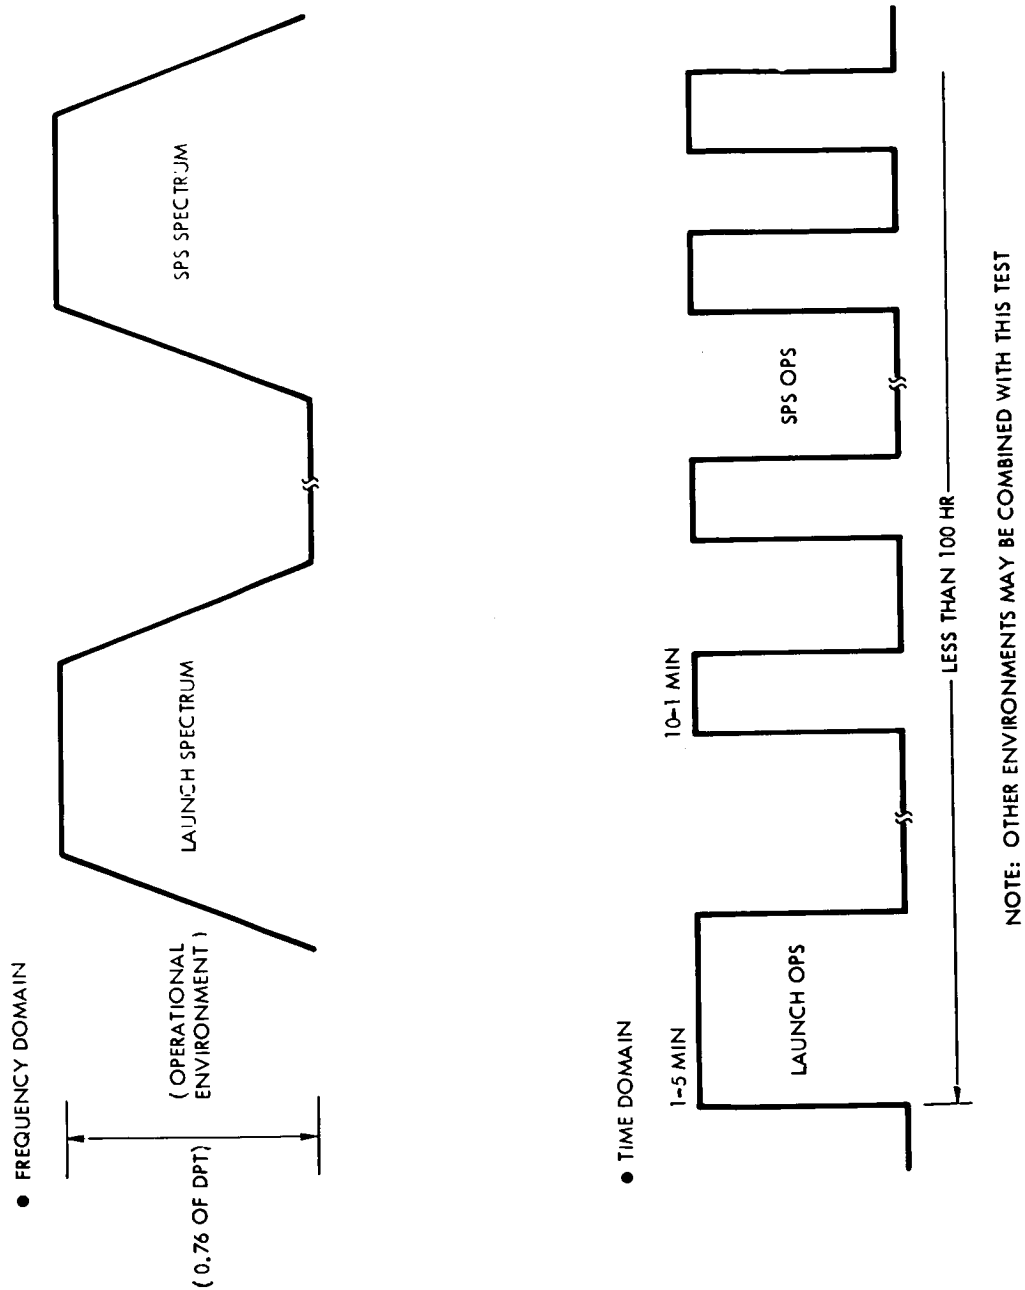 ● FREQUENCY DOMAIN
(0.76 OF DPT)
( OPERATIONAL
ENVIRONMENT )
LAUNCH SPECTRUM
SPS SPECTRUM
● TIME DOMAIN
1-5 MIN
LAUNCH OPS
10-1 MIN
SPS OPS
LESS THAN 100 HR
NOTE: OTHER ENVIRONMENTS MAY BE COMBINED WITH THIS TEST